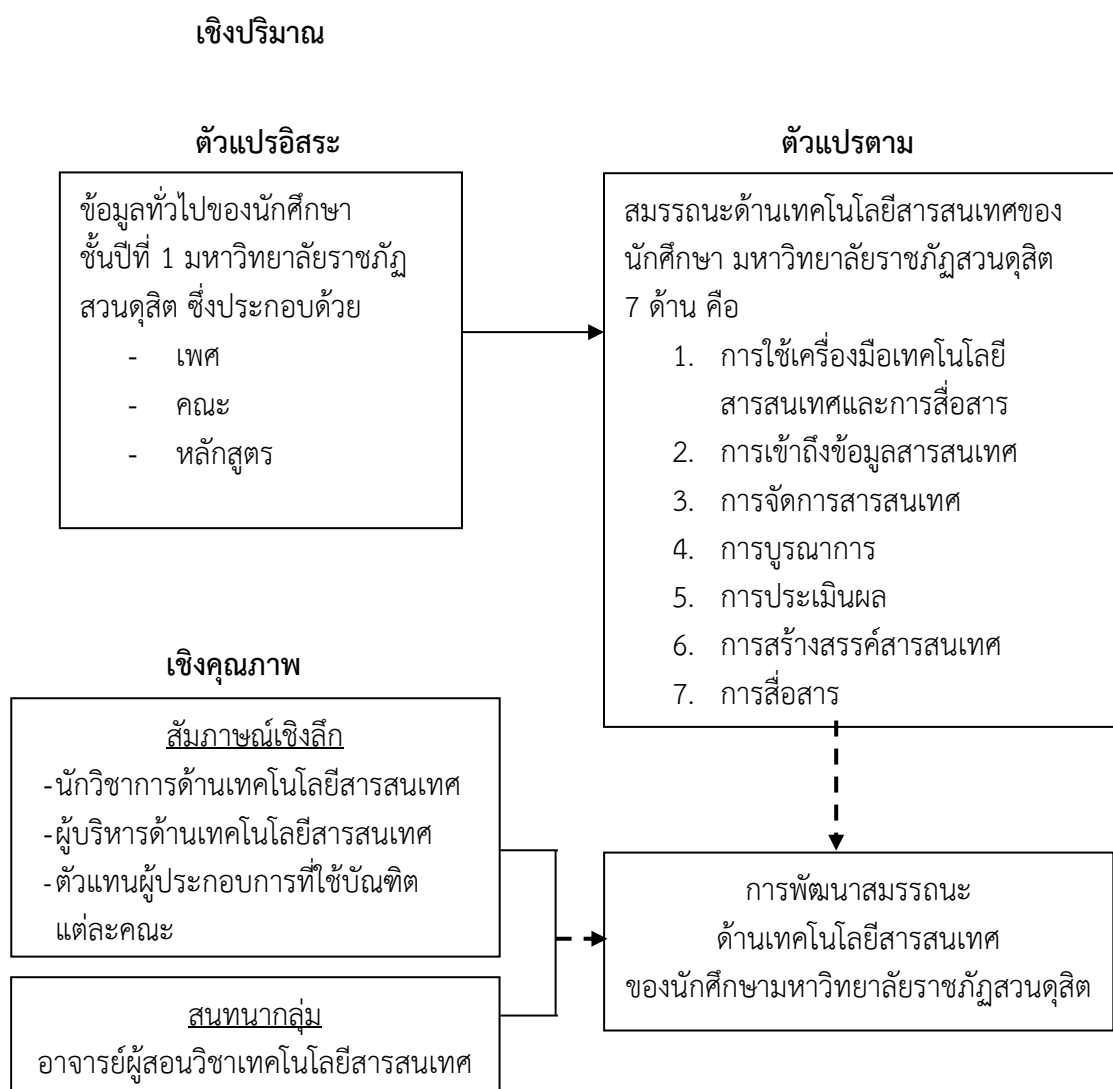 เชิงปริมาณ
ตัวแปรอิสระ
ข้อมูลทั่วไปของนักศึกษา
ชั้นปีที่ 1 มหาวิทยาลัยราชภัฏ
สวนดุสิต ซึ่งประกอบด้วย
- เพศ
- คณะ
- หลักสูตร
ตัวแปรตาม
สมรรถนะด้านเทคโนโลยีสารสนเทศของ
นักศึกษา มหาวิทยาลัยราชภัฏสวนดุสิต
7 ด้าน คือ
1. การใช้เครื่องมือเทคโนโลยี
สารสนเทศและการสื่อสาร
2. การเข้าถึงข้อมูลสารสนเทศ
3. การจัดการสารสนเทศ
4. การบูรณาการ
5. การประเมินผล
6. การสร้างสรรค์สารสนเทศ
7. การสื่อสาร
เชิงคุณภาพ
สัมภาษณ์เชิงลึก
-นักวิชาการด้านเทคโนโลยีสารสนเทศ
-ผู้บริหารด้านเทคโนโลยีสารสนเทศ
-ตัวแทนผู้ประกอบการที่ใช้บัณฑิต
แต่ละคณะ
สนทนากลุ่ม
อาจารย์ผู้สอนวิชาเทคโนโลยีสารสนเทศ
การพัฒนาสมรรถนะ
ด้านเทคโนโลยีสารสนเทศ
ของนักศึกษามหาวิทยาลัยราชภัฏสวนดุสิต